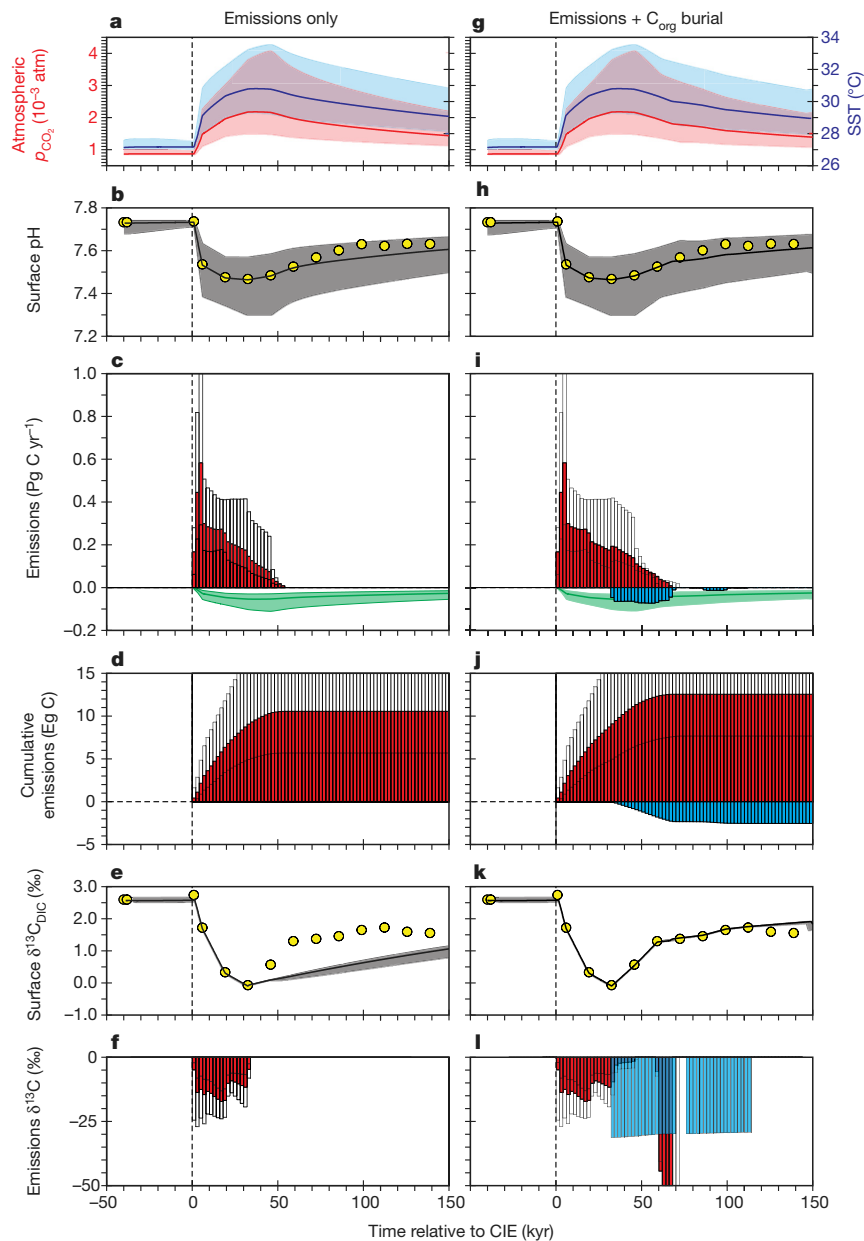 Emissions only
Emissions + Corg burial
a
g
Atmospheric
pCO2 (10−3 atm)
4
3
2
1
34
32
30
28
26
SST (°C)
b
h
Surface pH
7.8
7.6
7.4
7.2
c
i
Emissions (Pg C yr−1)
1.0
0.8
0.6
0.4
0.2
0.0
−0.2
d
j
Cumulative
emissions (Eg C)
15
10
5
0
−5
e
k
Surface δ13CDIC (‰)
3.0
2.0
1.0
0.0
−1.0
f
l
Emissions δ13C (‰)
0
−25
−50
−50 0 50 100 150 0 50 100 150
Time relative to CIE (kyr)